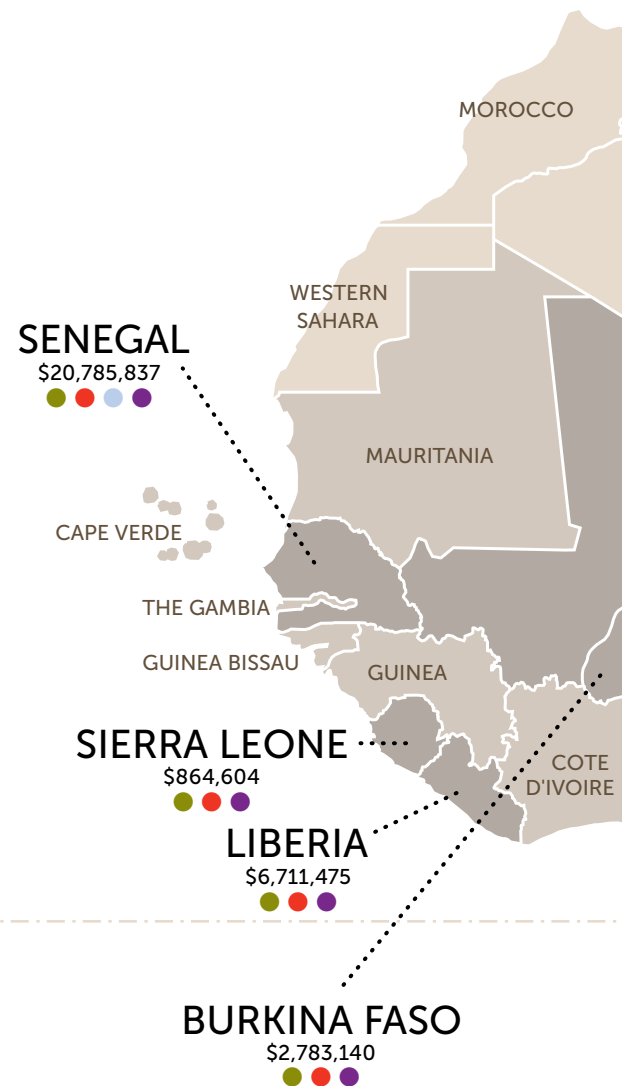 MOROCCO
WESTERN
SAHARA
SENEGAL
$20,785,837
MAURITANIA
CAPE VERDE
THE GAMBIA
GUINEA BISSAU
GUINEA
SIERRA LEONE
$864,604
COTE
D'IVOIRE
LIBERIA
$6,711,475
BURKINA FASO
$2,783,140